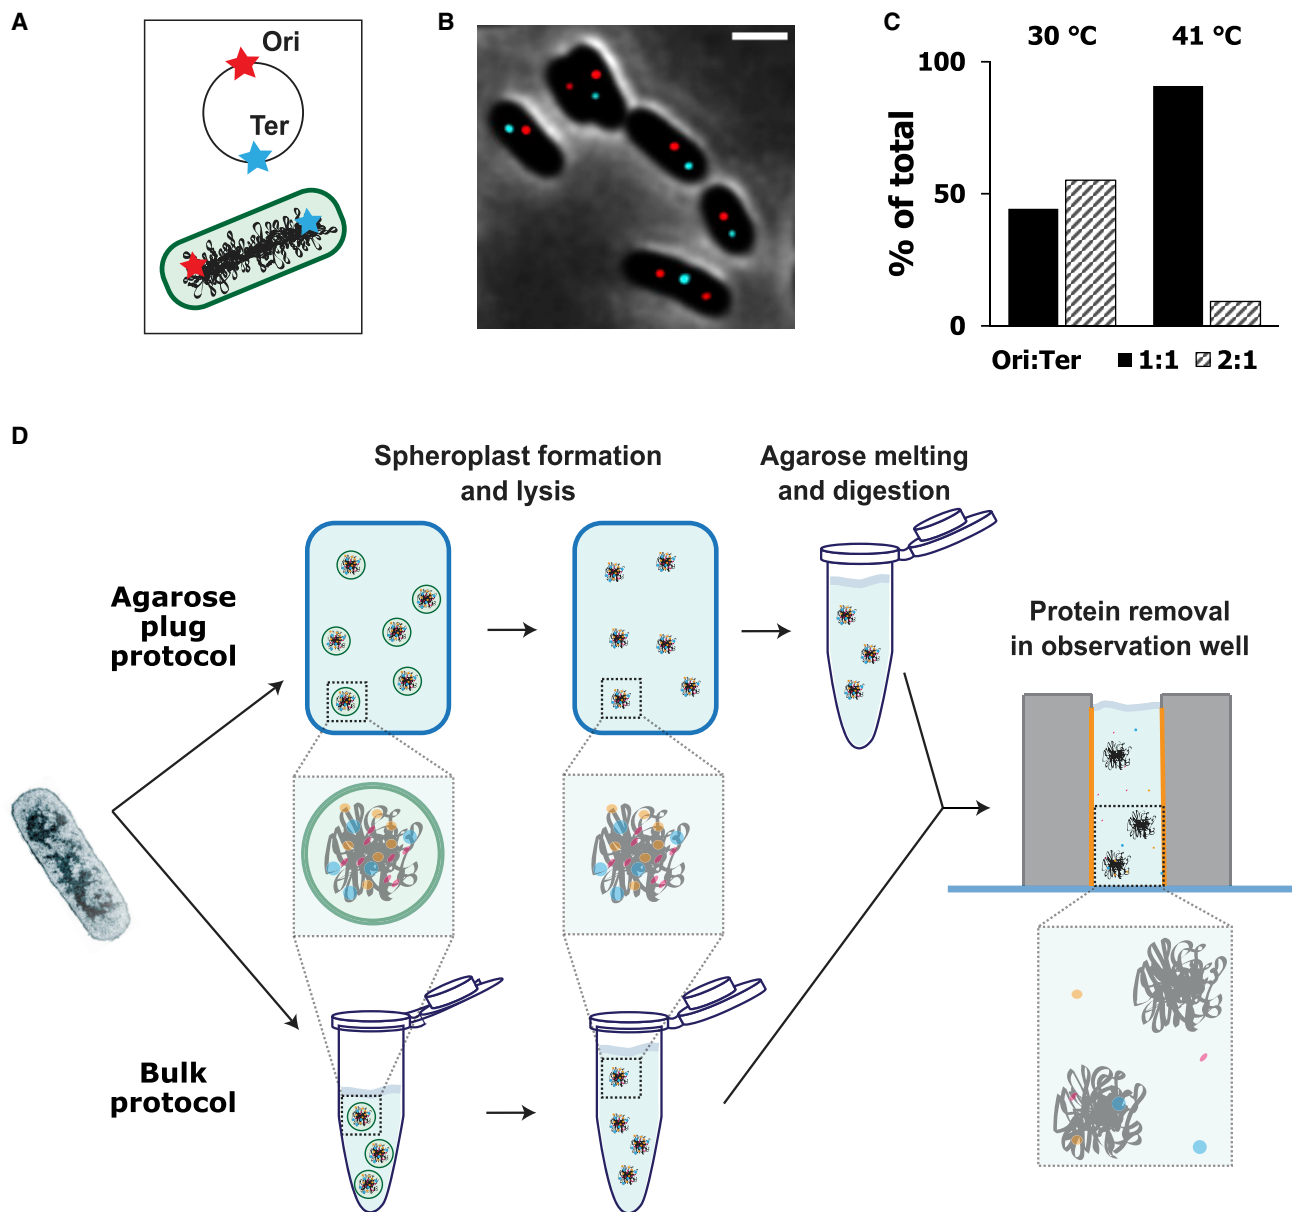 A
Ori
Ter
B
C
30 °C 41 °C
100
50
0
% of total
Ori:Ter 1:1 2:1
D
Spheroplast formation
and lysis
Agarose melting
and digestion
Agarose
plug
protocol
Protein removal
in observation well
Bulk
protocol